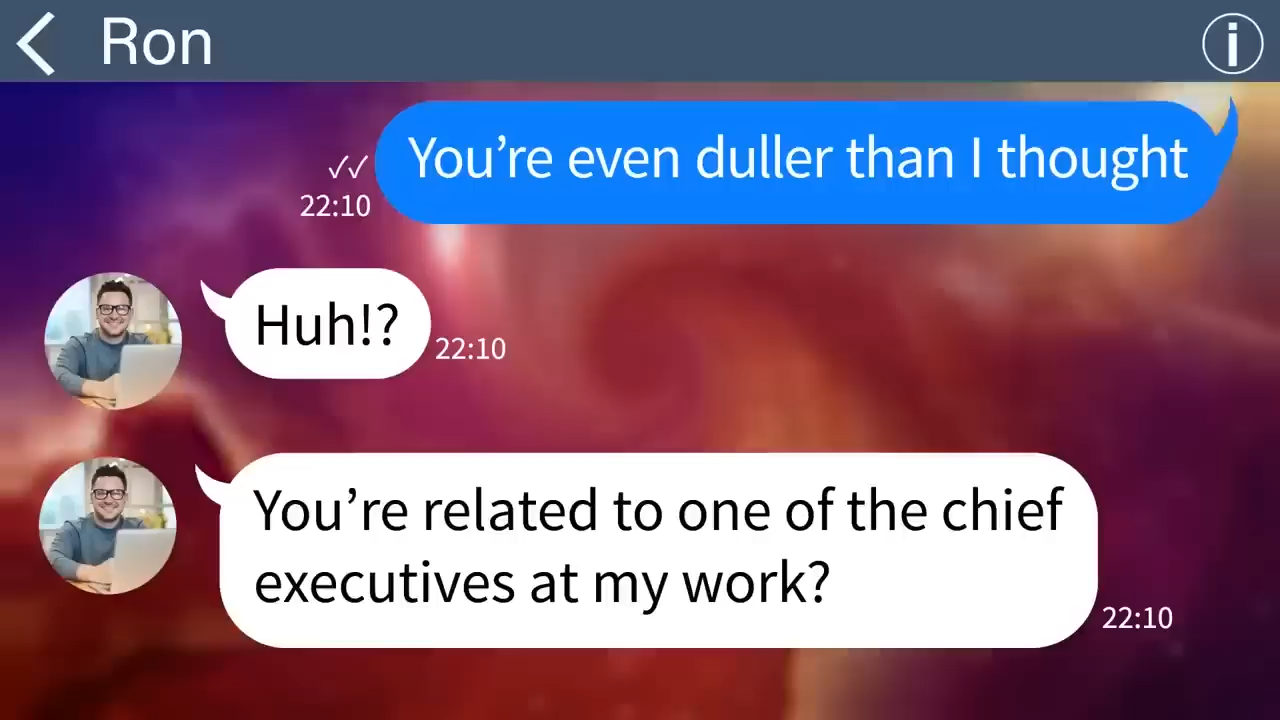 Ron
i
You’re even duller than I thought
22:10
Huh!?
22:10
You’re related to one of the chief
executives at my work?
22:10